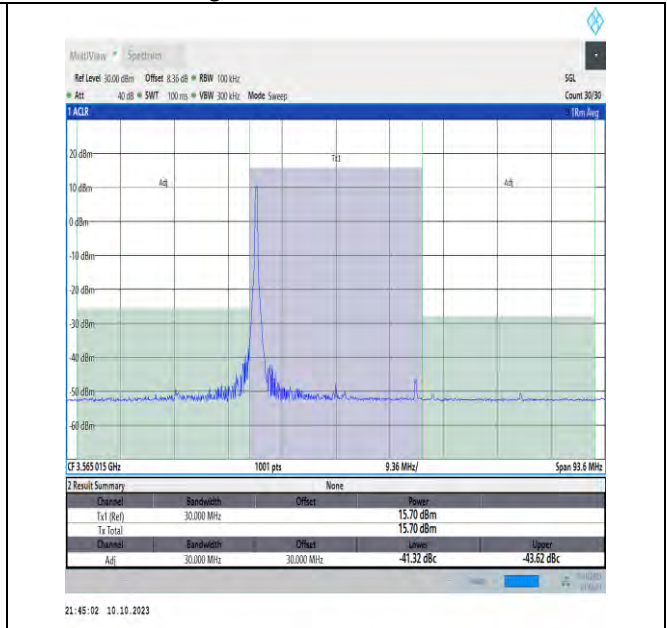 MultiView Spectrum
Ref Level 30.00 dBm Offset 8.36 dB RBW 100 kHz SGL
Att 40 dB SWT 100 ms VBW 300 kHz Mode Sweep Count 30/30
1 ACLR 1Rm Avg
20 dBm
Tx1
Adj Adj
10 dBm
0 dBm
-10 dBm
-20 dBm
-30 dBm
-40 dBm
-50 dBm
-60 dBm
CF 3.565 015 GHz 1001 pts 9.36 MHz/ Span 93.6 MHz
2 Result Summary None
Channel Bandwidth Offset Power
Tx1 (Ref) 30.000 MHz 15.70 dBm
Tx Total 15.70 dBm
Channel Bandwidth Offset Lower Upper
Adj 30.000 MHz 30.000 MHz -41.32 dBc -43.62 dBc
21:45:02 10.10.2023